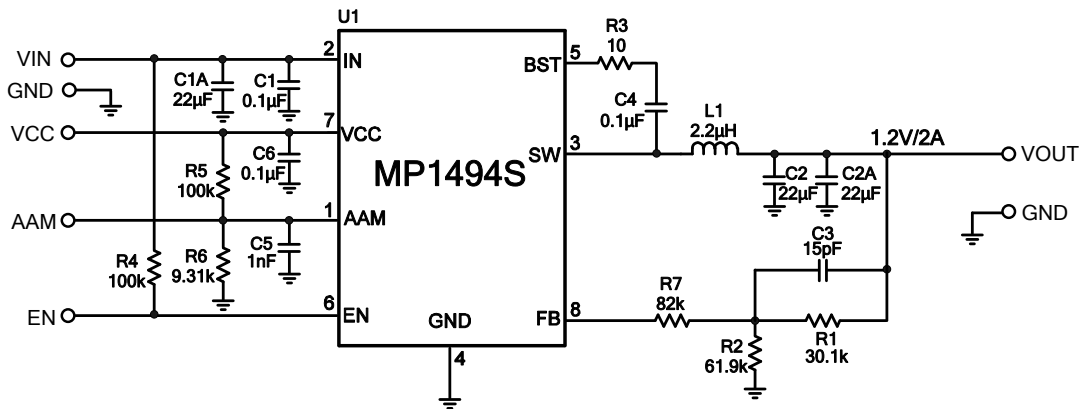 U1
VIN
2
IN
GND
C1A
22μF
C1
0.1μF
VCC
7
VCC
R5
100k
C6
0.1μF
AAM
1
AAM
R4
100k
R6
9.31k
C5
1nF
EN
6
EN
MP1494S
GND
4
BST
5
R3
10
C4
0.1μF
SW
3
L1
2.2μH
1.2V/2A
VOUT
C2
22μF
C2A
22μF
GND
C3
15pF
FB
8
R7
82k
R2
61.9k
R1
30.1k